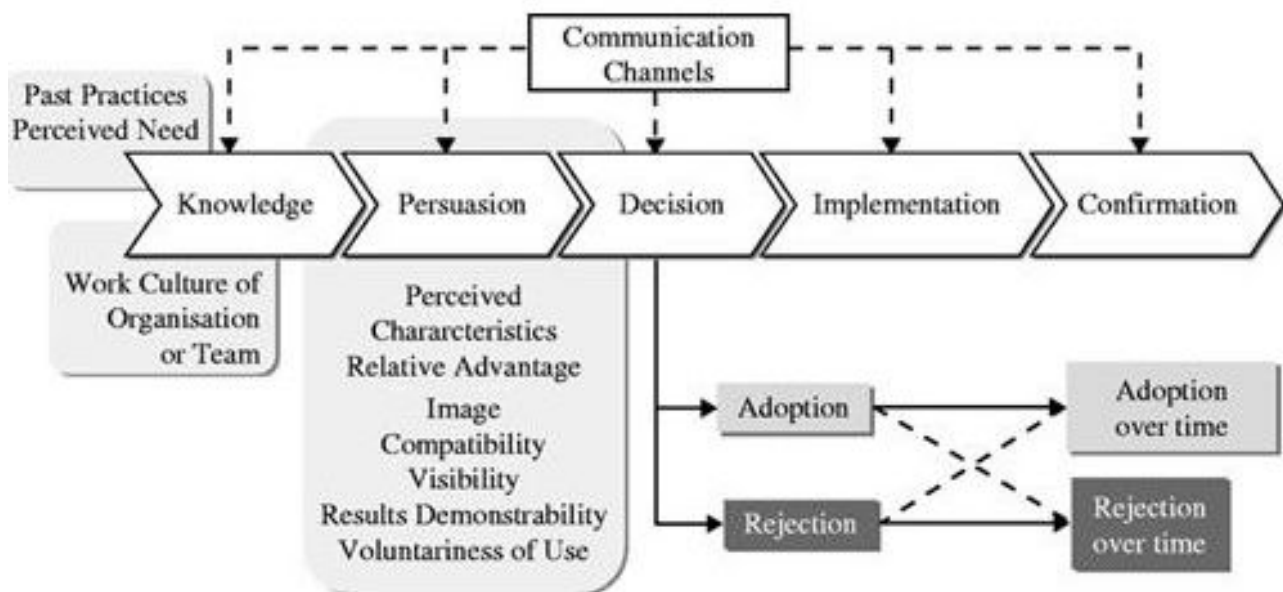 Communication
Channels
Past Practices
Perceived Need
Knowledge
Persuasion
Decision
Implementation
Confirmation
Work Culture of
Organisation
or Team
Perceived
Chararcteristics
Relative Advantage
Image
Compatibility
Visibility
Results Demonstrability
Voluntariness of Use
Adoption
Adoption
over time
Rejection
Rejection
over time